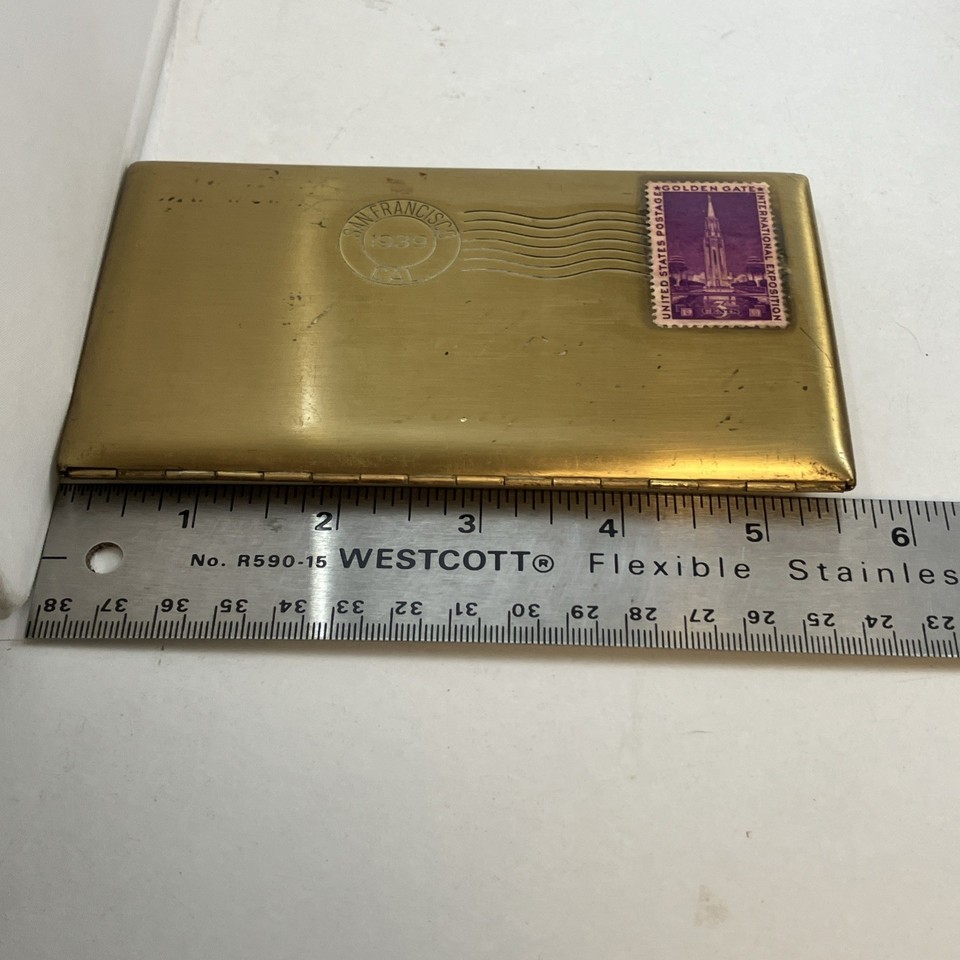 SAN FRANCISCO
1939
CAL.
GOLDEN GATE
UNITED STATES POSTAGE
INTERNATIONAL EXPOSITION
3
CENTS
1 2 3 4 5 6
No. R590-15 WESTCOTT® Flexible Stainles
38 37 36 35 34 33 32 31 30 29 28 27 26 25 24 23